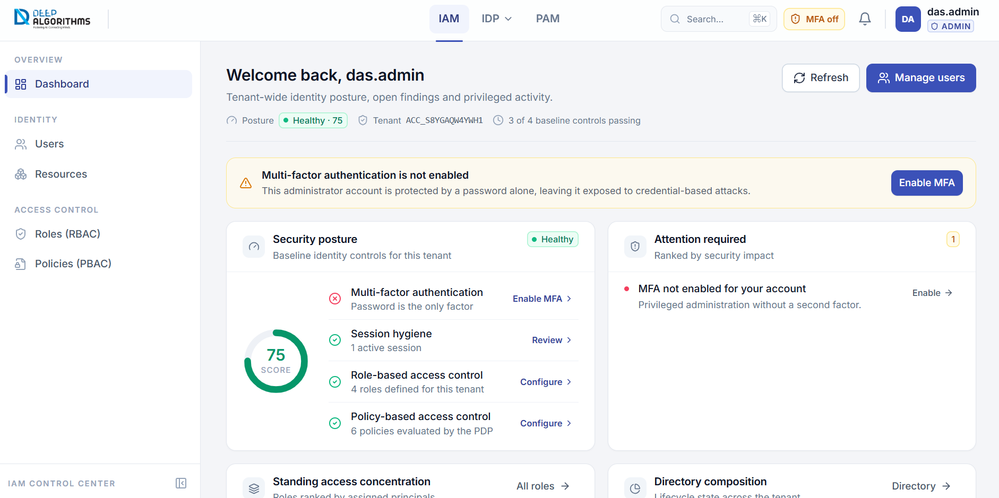 DEEP
ALGORITHMS
Fostering AI. Connecting Minds.
IAM
IDP
PAM
Search...
⌘K
MFA off
DA
das.admin
ADMIN
OVERVIEW
Dashboard
IDENTITY
Users
Resources
ACCESS CONTROL
Roles (RBAC)
Policies (PBAC)
IAM CONTROL CENTER
Welcome back, das.admin
Tenant-wide identity posture, open findings and privileged activity.
Refresh
Manage users
Posture
Healthy · 75
Tenant ACC_S8YGAQW4YWH1
3 of 4 baseline controls passing
Multi-factor authentication is not enabled
This administrator account is protected by a password alone, leaving it exposed to credential-based attacks.
Enable MFA
Security posture
Baseline identity controls for this tenant
Healthy
75
SCORE
Multi-factor authentication
Password is the only factor
Enable MFA
Session hygiene
1 active session
Review
Role-based access control
4 roles defined for this tenant
Configure
Policy-based access control
6 policies evaluated by the PDP
Configure
Attention required
Ranked by security impact
1
MFA not enabled for your account
Privileged administration without a second factor.
Enable
Standing access concentration
Roles ranked by assigned principals
All roles
Directory composition
Lifecycle state across the tenant
Directory